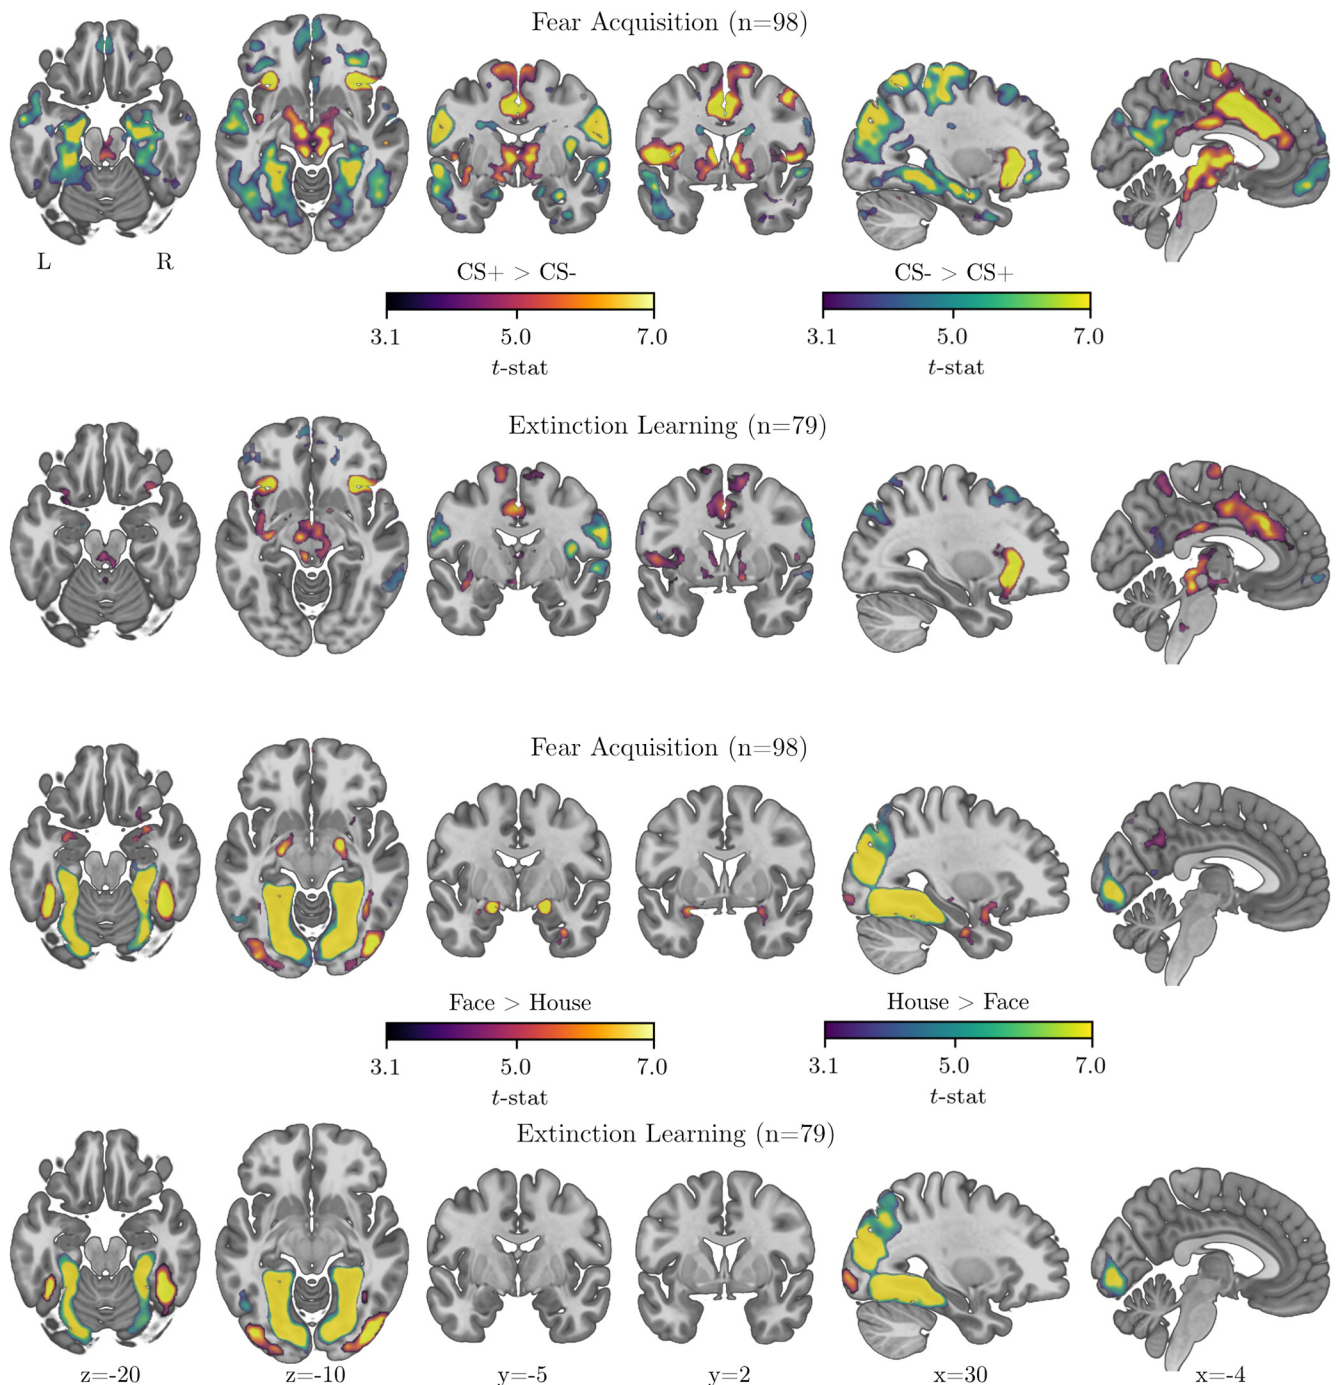 Fear Acquisition (n=98)
L R
CS+ > CS- CS- > CS+
3.1 5.0 7.0 3.1 5.0 7.0
t-stat t-stat
Extinction Learning (n=79)
Fear Acquisition (n=98)
Face > House House > Face
3.1 5.0 7.0 3.1 5.0 7.0
t-stat t-stat
Extinction Learning (n=79)
z=-20 z=-10 y=-5 y=2 x=30 x=-4